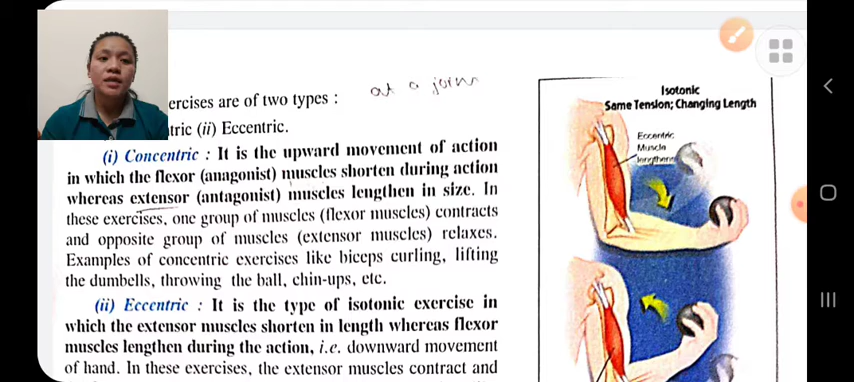 ercises are of two types :
at a
tric (ii) Eccentric.
(i) Concentric : It is the upward movement of action
in which the flexor (anagonist) muscles shorten during action
whereas extensor (antagonist) muscles lengthen in size. In
these exercises, one group of muscles (flexor muscles) contracts
and opposite group of muscles (extensor muscles) relaxes.
Examples of concentric exercises like biceps curling, lifting
the dumbells, throwing the ball, chin-ups, etc.
(ii) Eccentric : It is the type of isotonic exercise in
which the extensor muscles shorten in length whereas flexor
muscles lengthen during the action, i.e. downward movement
of hand. In these exercises, the extensor muscles contract and
Isotonic
Same Tension; Changing Length
Eccentric
Muscle
lengthens